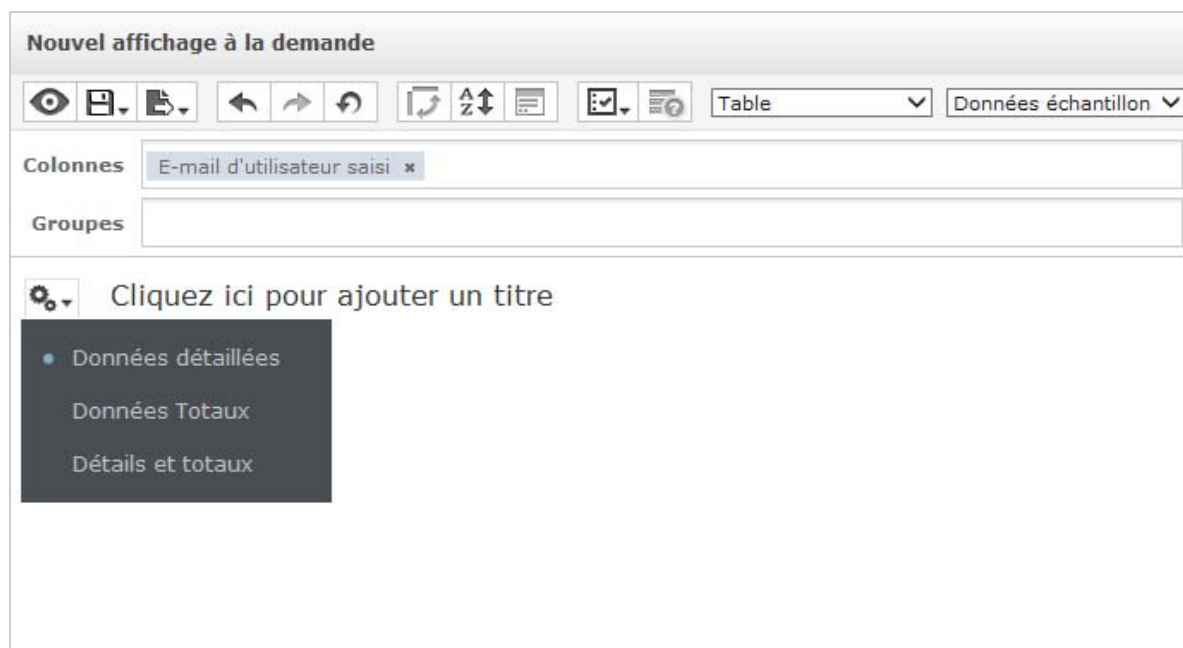 Nouvel affichage à la demande
Table
Données échantillon
Colonnes
E-mail d'utilisateur saisi ×
Groupes
Cliquez ici pour ajouter un titre
• Données détaillées
Données Totaux
Détails et totaux